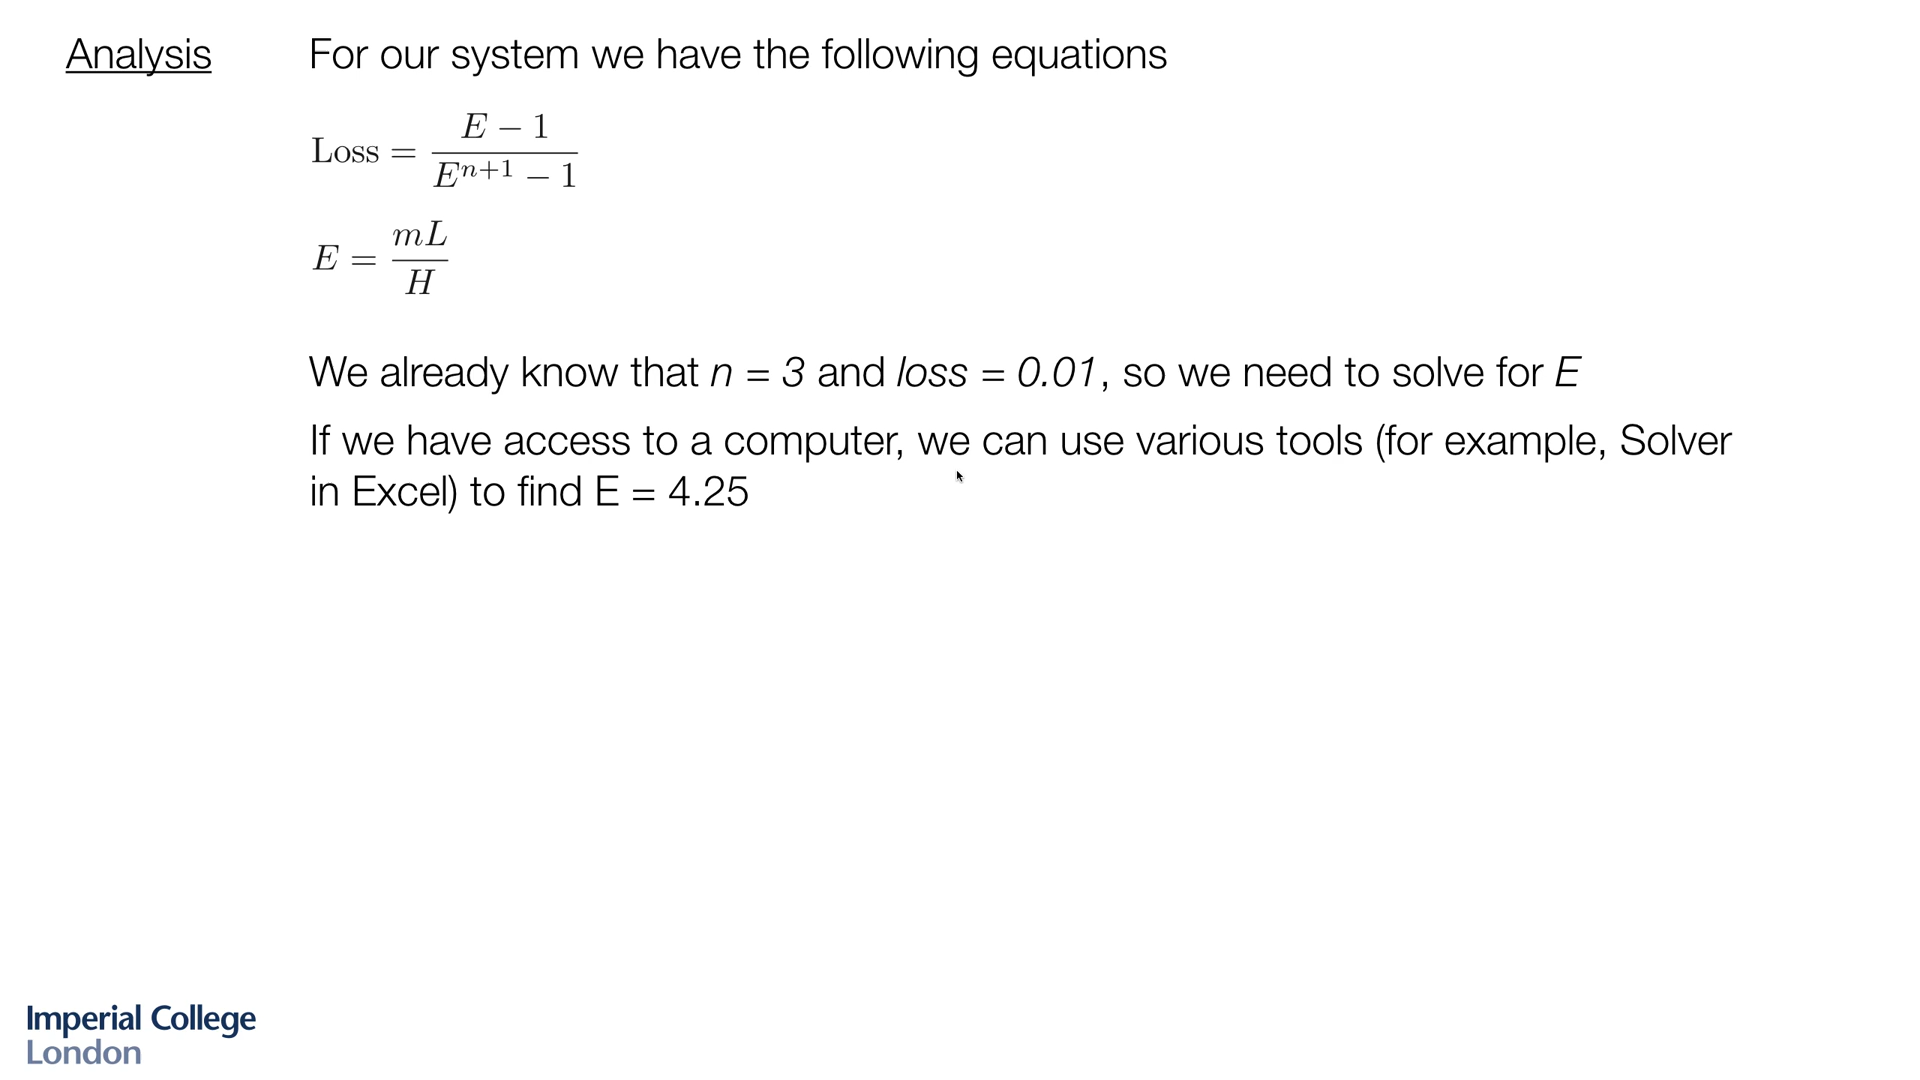 Analysis
For our system we have the following equations
Loss = \frac{E - 1}{E^{n+1} - 1}
E = \frac{mL}{H}
We already know that n = 3 and loss = 0.01, so we need to solve for E
If we have access to a computer, we can use various tools (for example, Solver
in Excel) to find E = 4.25
Imperial College
London